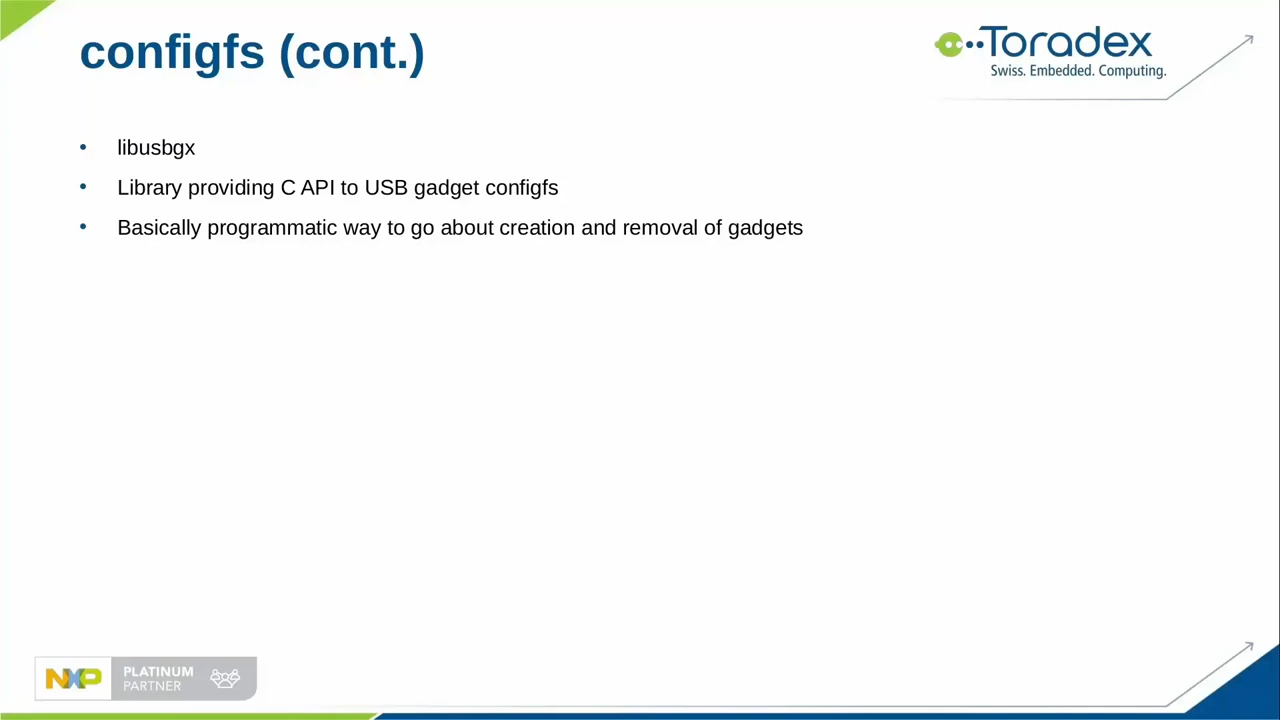 configfs (cont.)
Toradex
Swiss. Embedded. Computing.
• libusbgx
• Library providing C API to USB gadget configfs
• Basically programmatic way to go about creation and removal of gadgets
NXP
PLATINUM
PARTNER